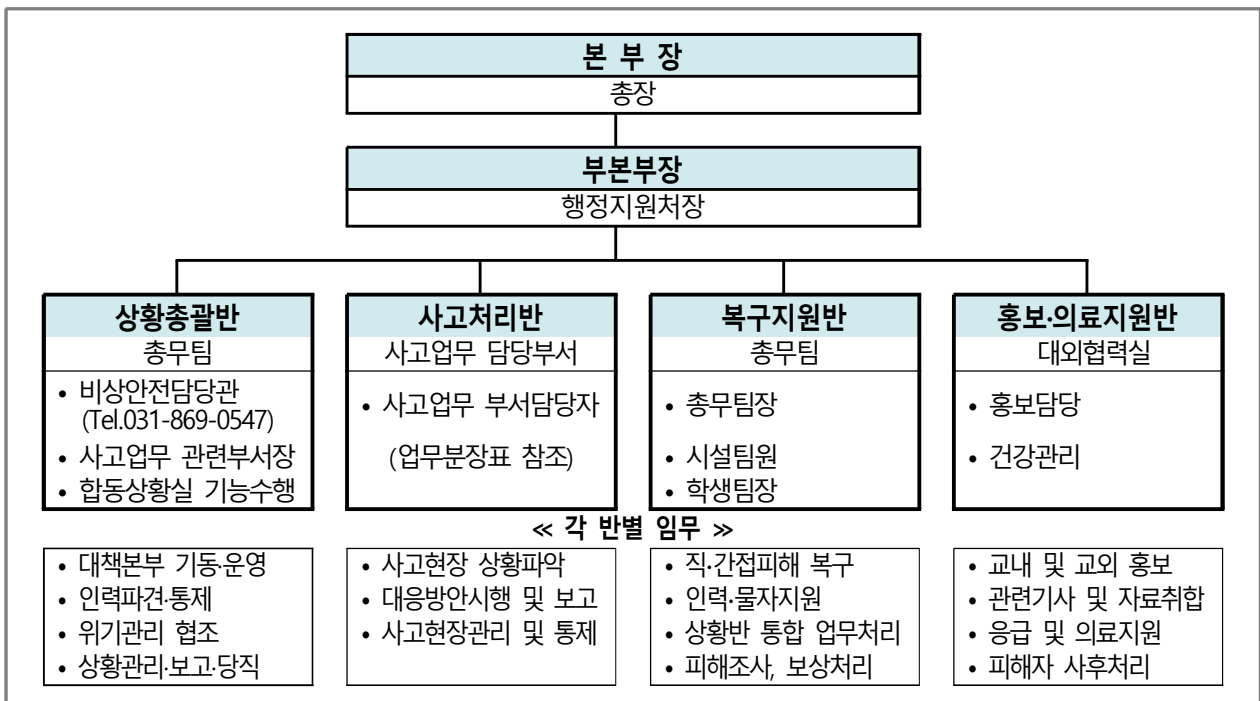 본 부 장
총장
부본부장
행정지원처장
상황총괄반
총무팀
• 비상안전담당관
(Tel.031-869-0547)
• 사고업무 관련부서장
• 합동상황실 기능수행
사고처리반
사고업무 담당부서
• 사고업무 부서담당자
(업무분장표 참조)
복구지원반
총무팀
• 총무팀장
• 시설팀원
• 학생팀장
홍보·의료지원반
대외협력실
• 홍보담당
• 건강관리
≪ 각 반별 임무 ≫
• 대책본부 기동·운영
• 인력파견·통제
• 위기관리 협조
• 상황관리·보고·당직
• 사고현장 상황파악
• 대응방안시행 및 보고
• 사고현장관리 및 통제
• 직·간접피해 복구
• 인력·물자지원
• 상황반 통합 업무처리
• 피해조사, 보상처리
• 교내 및 교외 홍보
• 관련기사 및 자료취합
• 응급 및 의료지원
• 피해자 사후처리